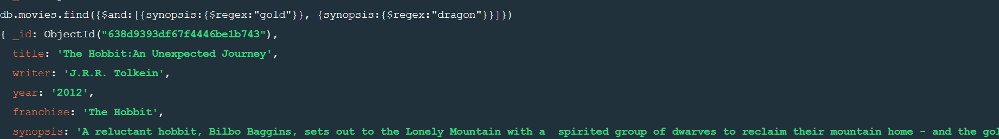 db.movies.find({$and:[{synopsis:{$regex:"gold"}}, {synopsis:{$regex:"dragon"}}]})
{ _id: ObjectId("638d9393df67f4446be1b743"),
title: 'The Hobbit:An Unexpected Journey',
writer: 'J.R.R. Tolkein',
year: '2012',
franchise: 'The Hobbit',
synopsis: 'A reluctant hobbit, Bilbo Baggins, sets out to the Lonely Mountain with a  spirited group of dwarves to reclaim their mountain home - and the gol